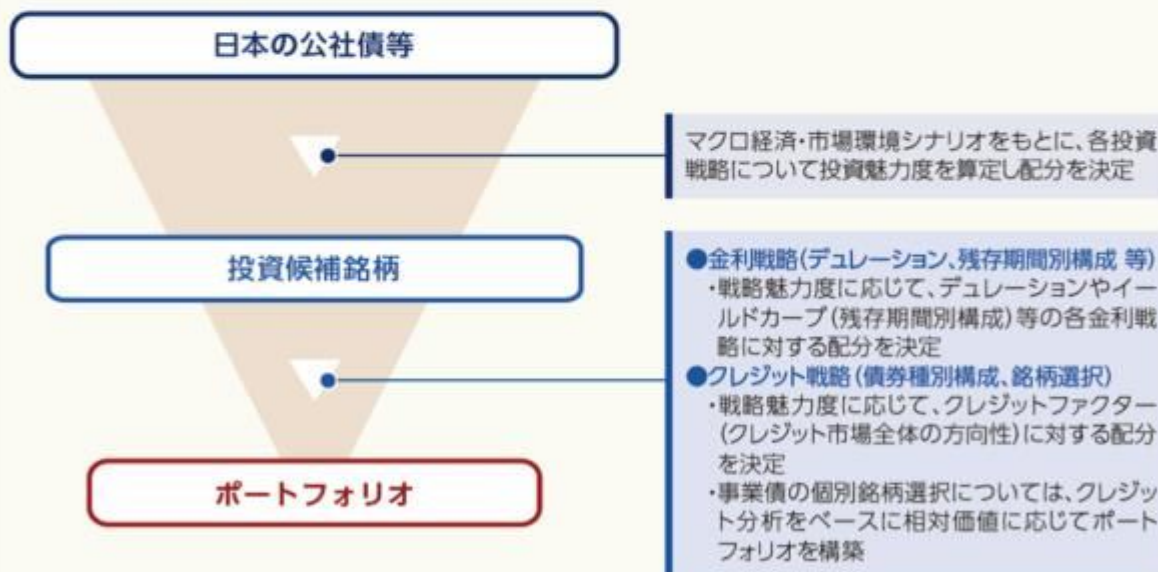 日本の公社債等
マクロ経済・市場環境シナリオをもとに、各投資
戦略について投資魅力度を算定し配分を決定
投資候補銘柄
●金利戦略(デュレーション、残存期間別構成 等)
・戦略魅力度に応じて、デュレーションやイー
ルドカーブ(残存期間別構成)等の各金利戦
略に対する配分を決定
●クレジット戦略(債券種別構成、銘柄選択)
・戦略魅力度に応じて、クレジットファクター
(クレジット市場全体の方向性)に対する配分
を決定
・事業債の個別銘柄選択については、クレジッ
ト分析をベースに相対価値に応じてポート
フォリオを構築
ポートフォリオ